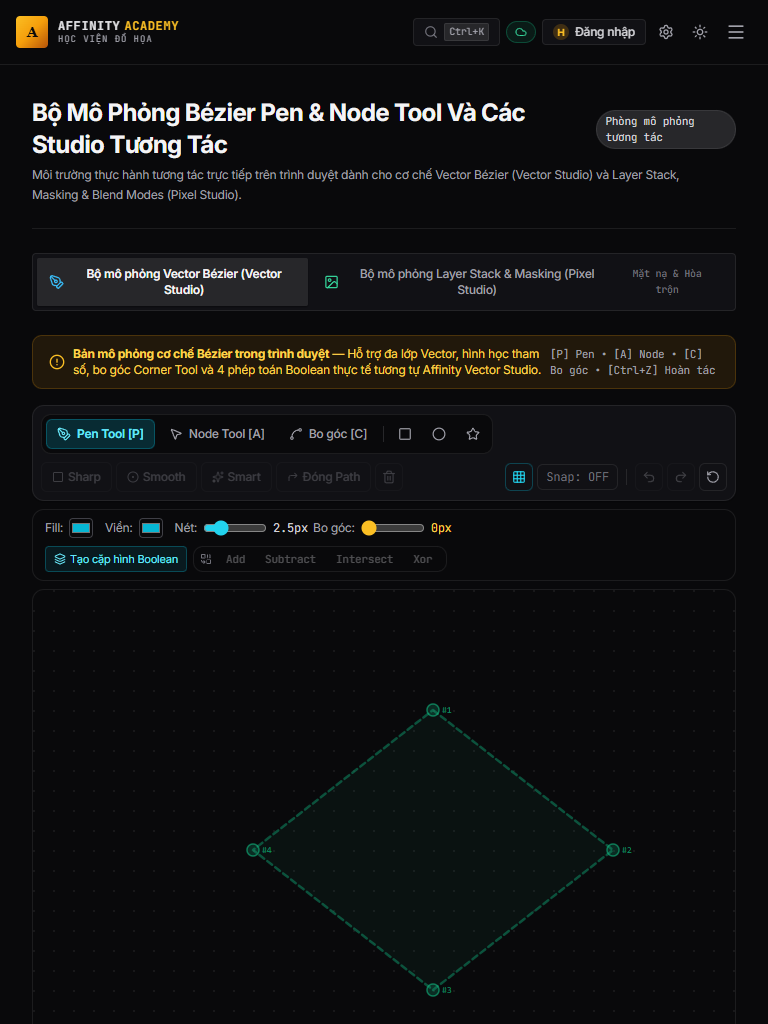 A
AFFINITY ACADEMY
HỌC VIỆN ĐỒ HỌA
Ctrl+K
H
Đăng nhập
Bộ Mô Phỏng Bézier Pen & Node Tool Và Các
Studio Tương Tác
Phòng mô phỏng
tương tác
Môi trường thực hành tương tác trực tiếp trên trình duyệt dành cho cơ chế Vector Bézier (Vector Studio) và Layer Stack,
Masking & Blend Modes (Pixel Studio).
Bộ mô phỏng Vector Bézier (Vector
Studio)
Bộ mô phỏng Layer Stack & Masking (Pixel
Studio)
Mặt nạ & Hòa
trộn
Bản mô phỏng cơ chế Bézier trong trình duyệt — Hỗ trợ đa lớp Vector, hình học tham
số, bo góc Corner Tool và 4 phép toán Boolean thực tế tương tự Affinity Vector Studio.
[P] Pen • [A] Node • [C]
Bo góc • [Ctrl+Z] Hoàn tác
Pen Tool [P]
Node Tool [A]
Bo góc [C]
Sharp
Smooth
Smart
Đóng Path
Snap: OFF
Fill:
Viền:
Nét:
2.5px
Bo góc:
0px
Tạo cặp hình Boolean
Add
Subtract
Intersect
Xor
#1
#4
#2
#3